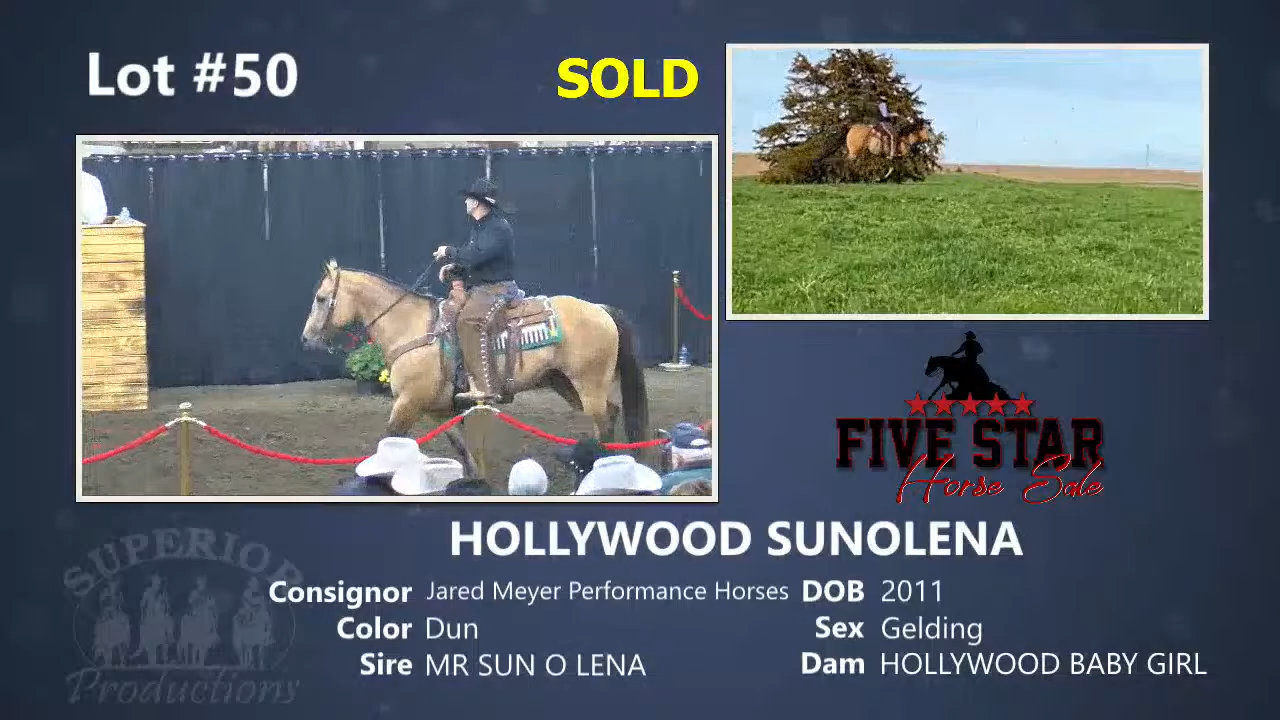 Lot #50
SOLD
FIVE STAR
Horse Sale
HOLLYWOOD SUNOLENA
SUPERIOR
Productions
Consignor Jared Meyer Performance Horses DOB 2011
Color Dun Sex Gelding
Sire MR SUN O LENA Dam HOLLYWOOD BABY GIRL